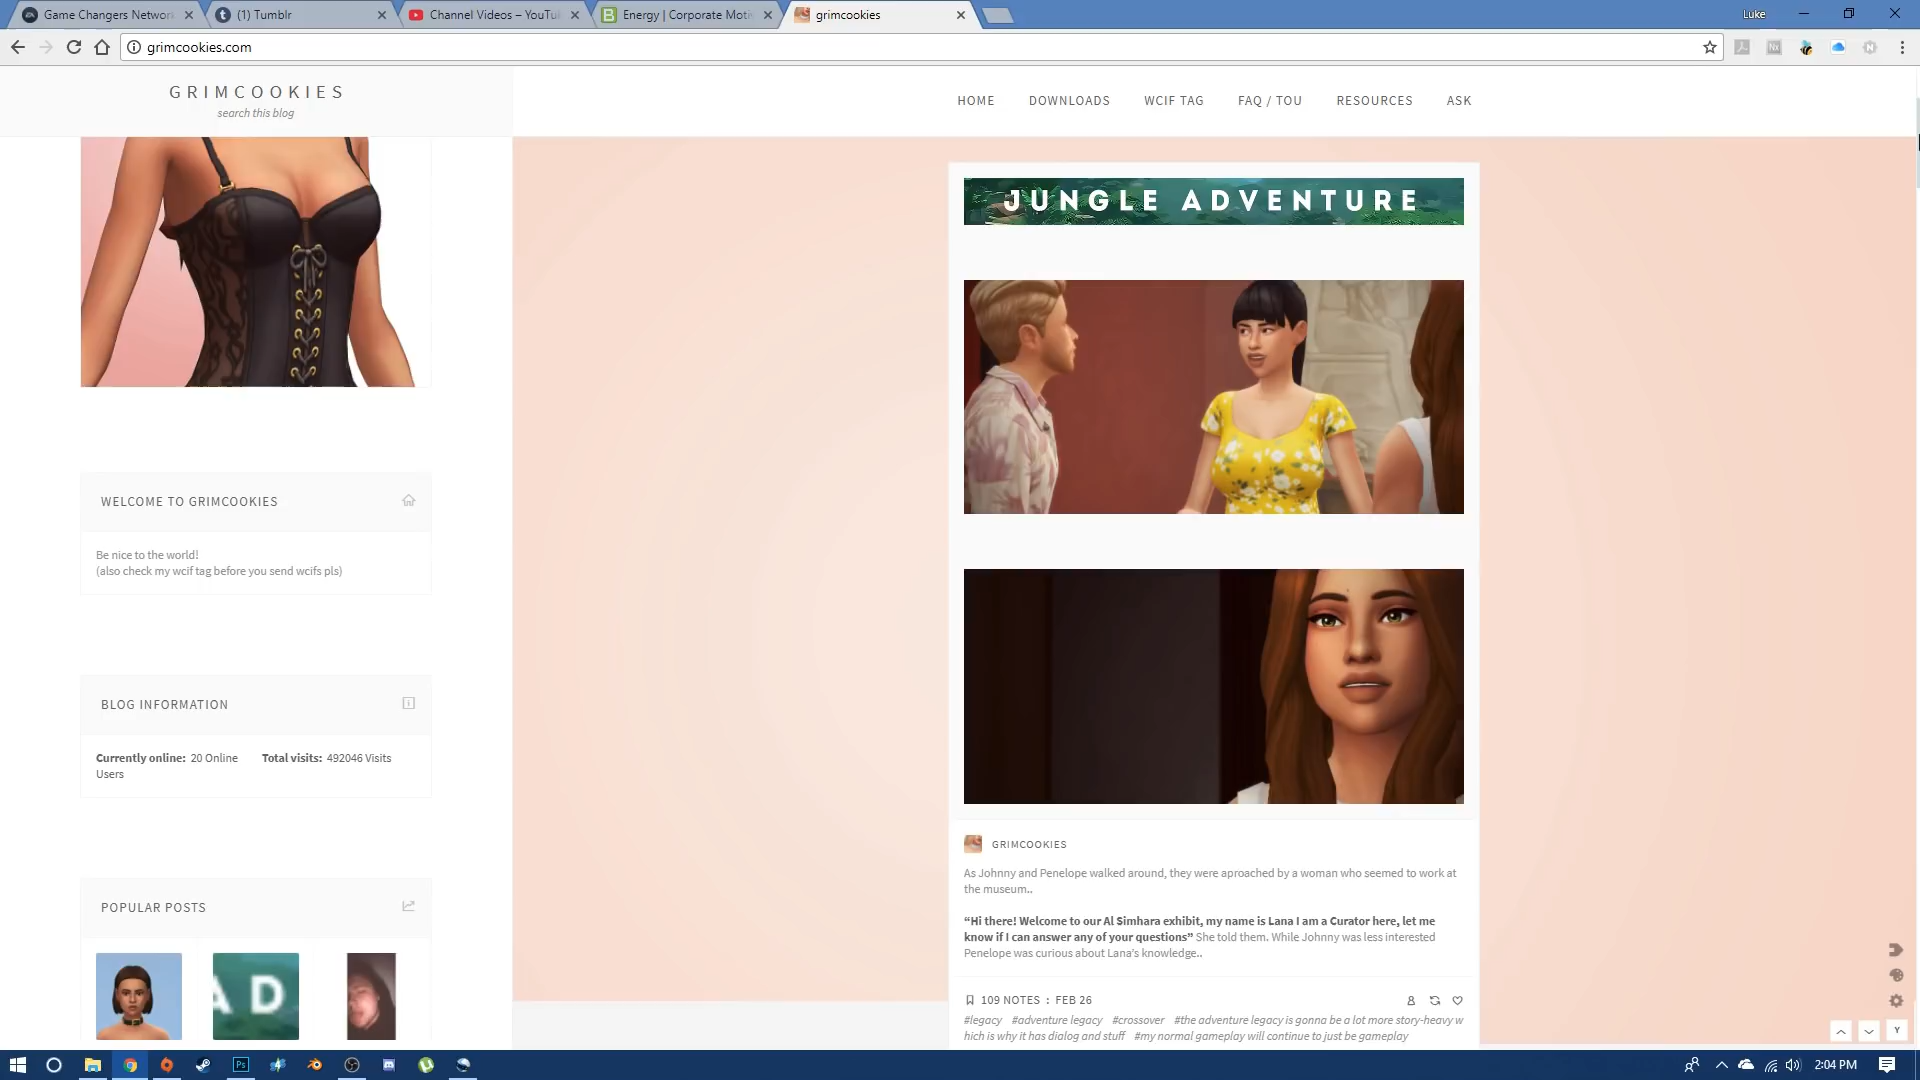 Game Changers Network
(1) Tumblr
Channel Videos – YouTu
Energy | Corporate Moti
grimcookies
Luke
grimcookies.com
GRIMCOOKIES
search this blog
HOME
DOWNLOADS
WCIF TAG
FAQ / TOU
RESOURCES
ASK
JUNGLE ADVENTURE
WELCOME TO GRIMCOOKIES
Be nice to the world!
(also check my wcif tag before you send wcifs pls)
BLOG INFORMATION
Currently online: 20 Online
Users
Total visits: 492046 Visits
POPULAR POSTS
A D
GRIMCOOKIES
As Johnny and Penelope walked around, they were aproached by a woman who seemed to work at
the museum..
“Hi there! Welcome to our Al Simhara exhibit, my name is Lana I am a Curator here, let me
know if I can answer any of your questions” She told them. While Johnny was less interested
Penelope was curious about Lana’s knowledge..
109 NOTES : FEB 26
#legacy #adventure legacy #crossover #the adventure legacy is gonna be a lot more story-heavy w
hich is why it has dialog and stuff #my normal gameplay will continue to just be gameplay
Y
Ps
2:04 PM